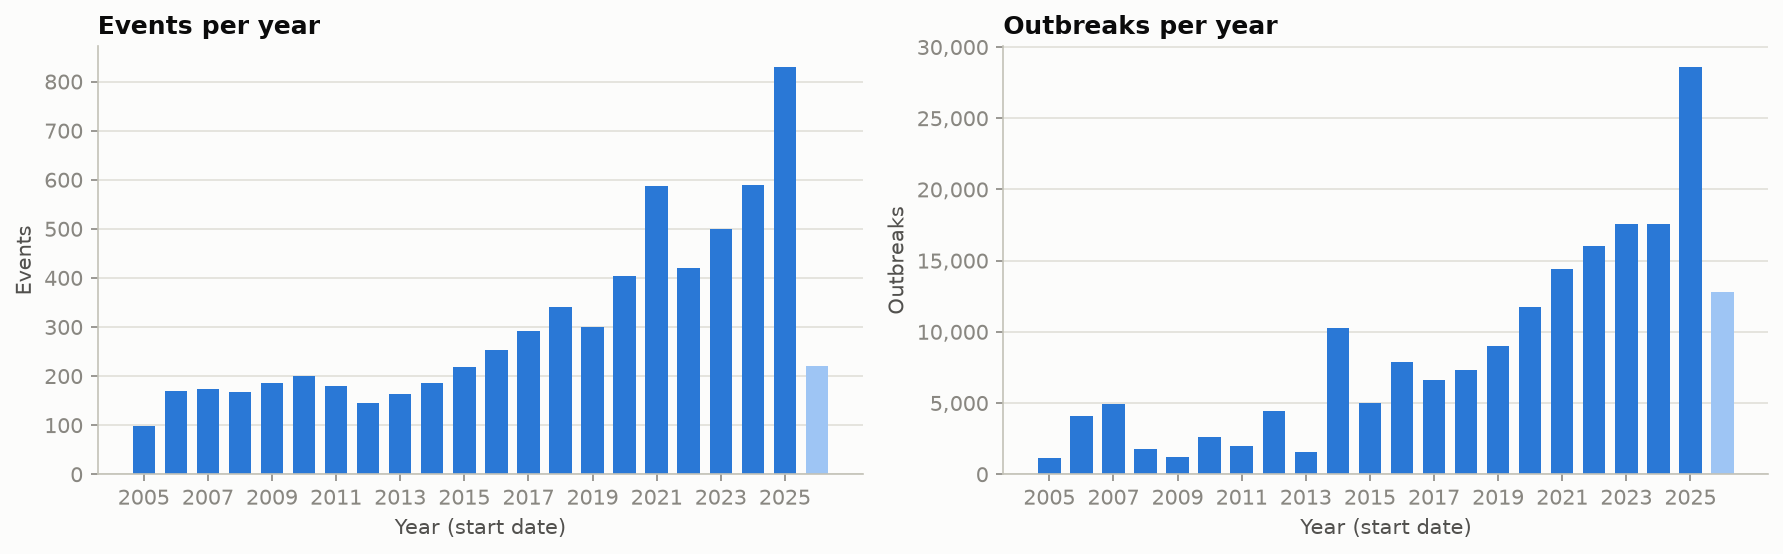 Events per year
800
700
600
500
400
300
200
100
0
Events
2005 2007 2009 2011 2013 2015 2017 2019 2021 2023 2025
Year (start date)
Outbreaks per year
30,000
25,000
20,000
15,000
10,000
5,000
0
Outbreaks
2005 2007 2009 2011 2013 2015 2017 2019 2021 2023 2025
Year (start date)